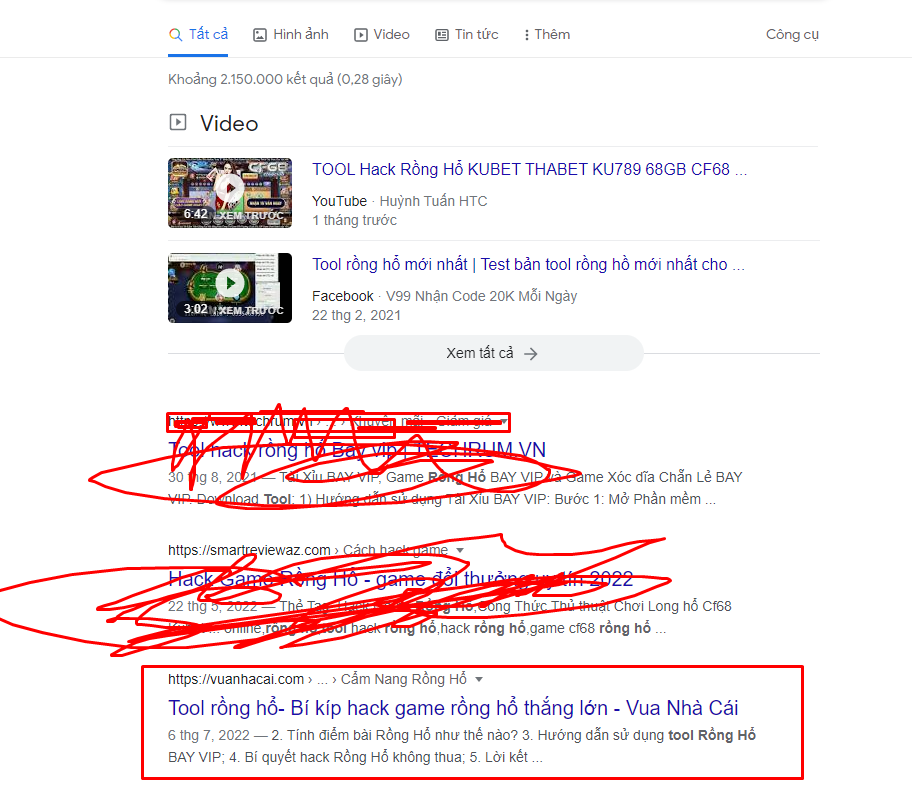 Tất cả
Hình ảnh
Video
Tin tức
Thêm
Công cụ
Khoảng 2.150.000 kết quả (0,28 giây)
Video
6:42 XEM TRƯỚC
TOOL Hack Rồng Hổ KUBET THABET KU789 68GB CF68 ...
YouTube · Huỳnh Tuấn HTC
1 tháng trước
3:02 XEM TRƯỚC
Tool rồng hổ mới nhất | Test bản tool rồng hồ mới nhất cho ...
Facebook · V99 Nhận Code 20K Mỗi Ngày
22 thg 2, 2021
Xem tất cả
Khuyến mãi - Giảm giá
Tool hack rồng hổ Bay vip | TECHRUM.VN
30 thg 8, 2021 — Tài Xỉu BAY VIP, Game Rồng Hổ BAY VIP và Game Xóc dĩa Chẵn Lẻ BAY
VIP. Download Tool: 1) Hướng dẫn sử dụng Tài Xỉu BAY VIP: Bước 1: Mở Phần mềm ...
https://smartreviewaz.com › Cách hack game
Hack Game Rồng Hổ - game đổi thưởng uy tín 2022
22 thg 5, 2022 — Thẻ Tag: Hack Rồng Hổ,Công Thức Thủ thuật Chơi Long hổ Cf68
online,rồng hổ,tool hack rồng hổ,hack rồng hổ,game cf68 rồng hổ ...
https://vuanhacai.com › ... › Cẩm Nang Rồng Hổ
Tool rồng hổ- Bí kíp hack game rồng hổ thắng lớn - Vua Nhà Cái
6 thg 7, 2022 — 2. Tính điểm bài Rồng Hổ như thế nào? 3. Hướng dẫn sử dụng tool Rồng Hổ
BAY VIP; 4. Bí quyết hack Rồng Hổ không thua; 5. Lời kết ...